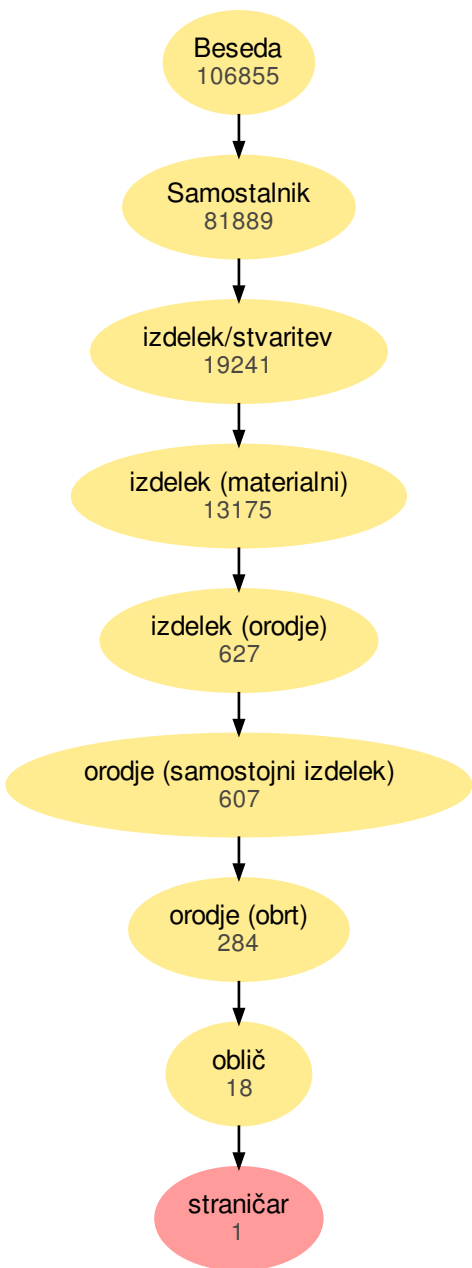 Beseda
106855
Samostalnik
81889
izdelek/stvaritev
19241
izdelek (materialni)
13175
izdelek (orodje)
627
orodje (samostojni izdelek)
607
orodje (obrt)
284
oblič
18
straničar
1